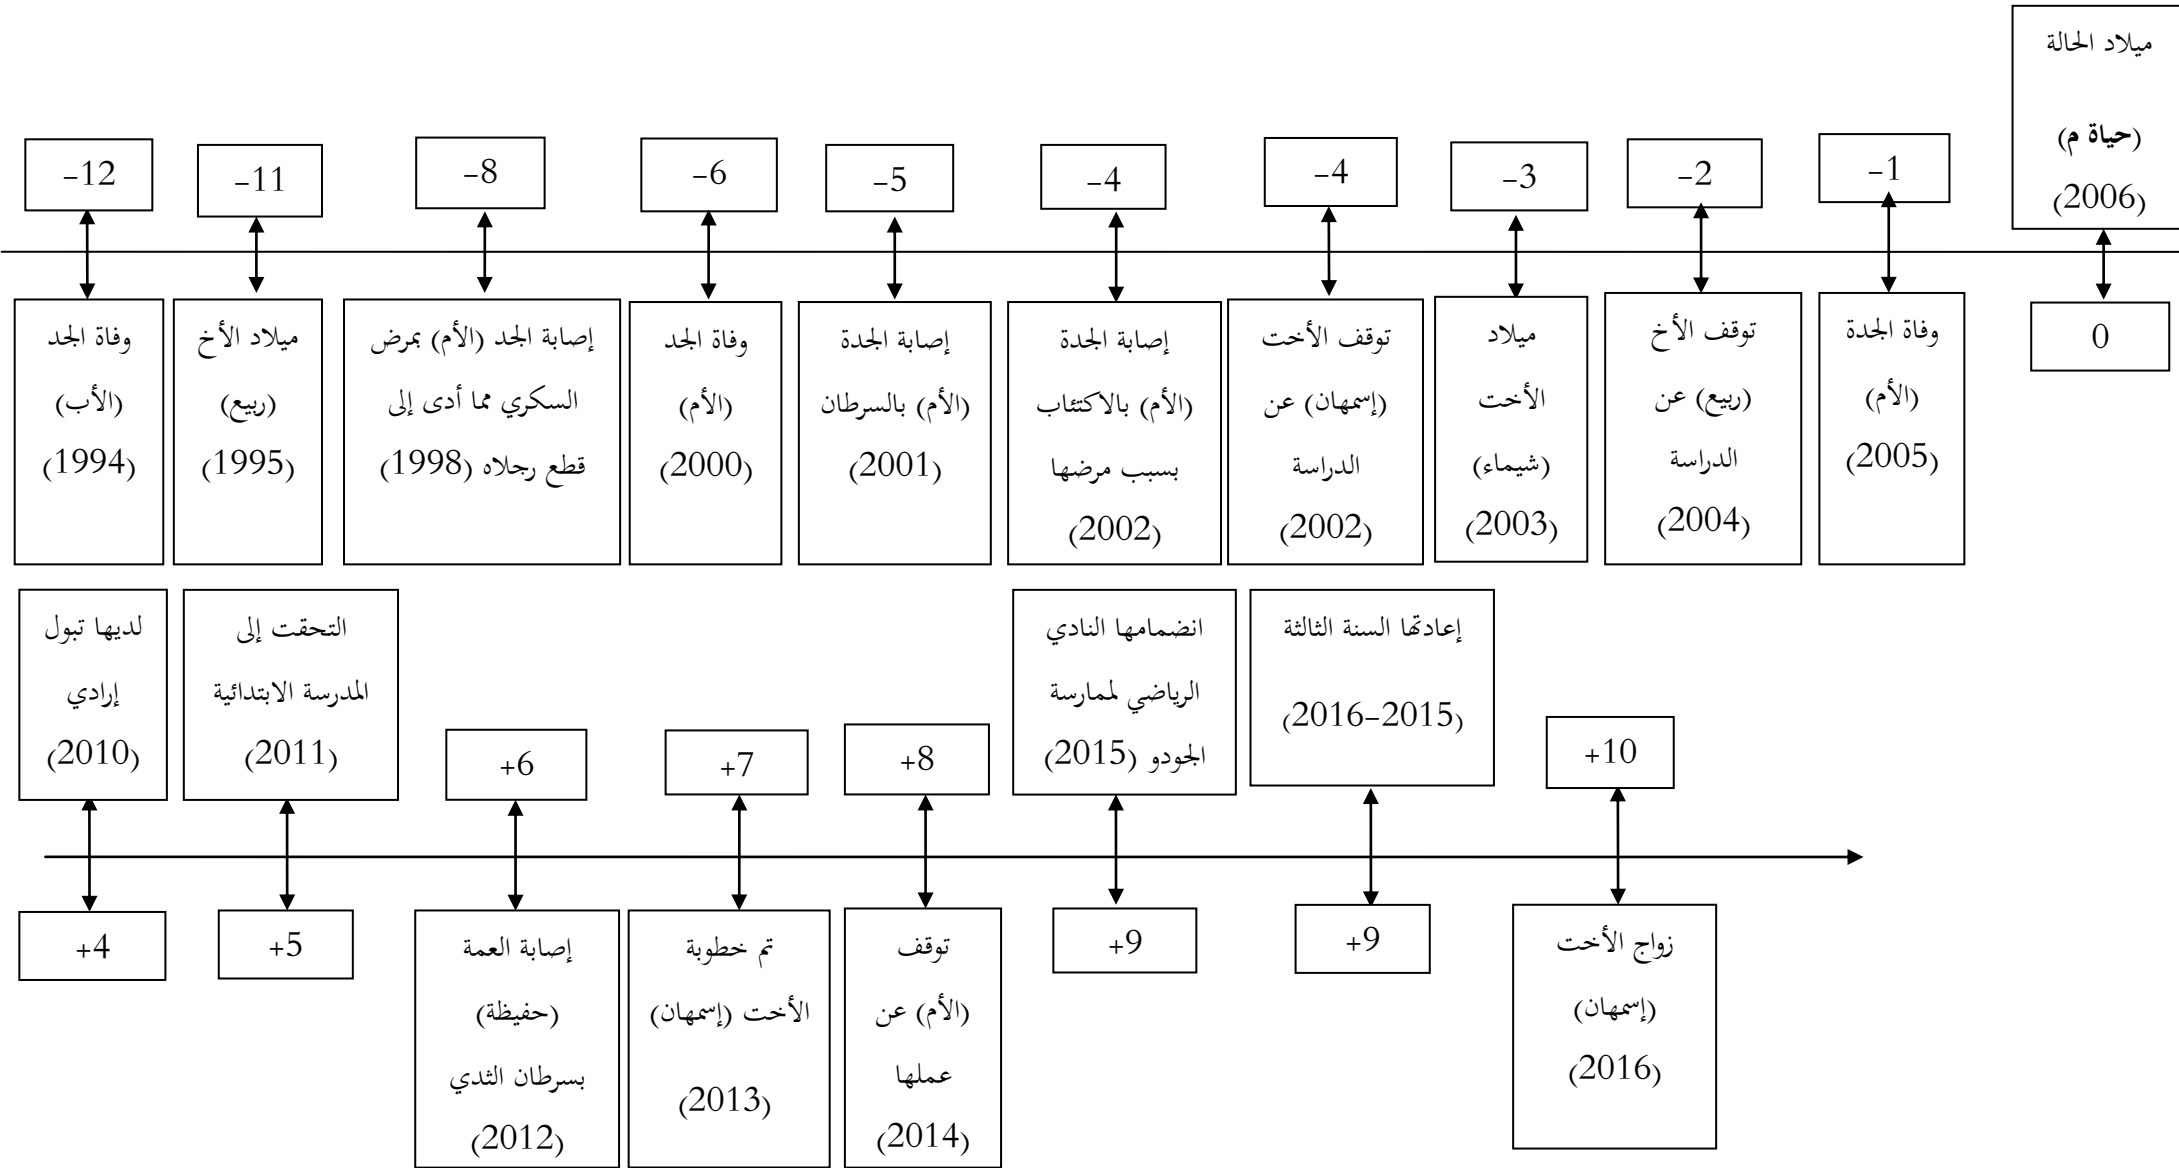 ميلاد الحالة
(حياة م)
(2006)
-12
-11
-8
-6
-5
-4
-4
-3
-2
-1
وفاة الجد
(الأب)
(1994)
ميلاد الأخ
(ربيع)
(1995)
إصابة الجد (الأم) بمرض
السكري مما أدى إلى
قطع رجلاه (1998)
وفاة الجد
(الأم)
(2000)
إصابة الجدة
(الأم) بالسرطان
(2001)
إصابة الجدة
(الأم) بالاكتئاب
بسبب مرضها
(2002)
توقف الأخت
(إسمهان) عن
الدراسة
(2002)
ميلاد
الأخت
(شيماء)
(2003)
توقف الأخ
(ربيع) عن
الدراسة
(2004)
وفاة الجدة
(الأم)
(2005)
0
لديها تبول
إرادي
(2010)
التحقت إلى
المدرسة الابتدائية
(2011)
+6
+7
+8
انضمامها النادي
الرياضي لممارسة
الجودو (2015)
إعادتها السنة الثالثة
(2015-2016)
+10
+4
+5
إصابة العمة
(حفيظة)
بسرطان الثدي
(2012)
تم خطوبة
الأخت (إسمهان)
(2013)
توقف
(الأم) عن
عملها
(2014)
+9
+9
زواج الأخت
(إسمهان)
(2016)